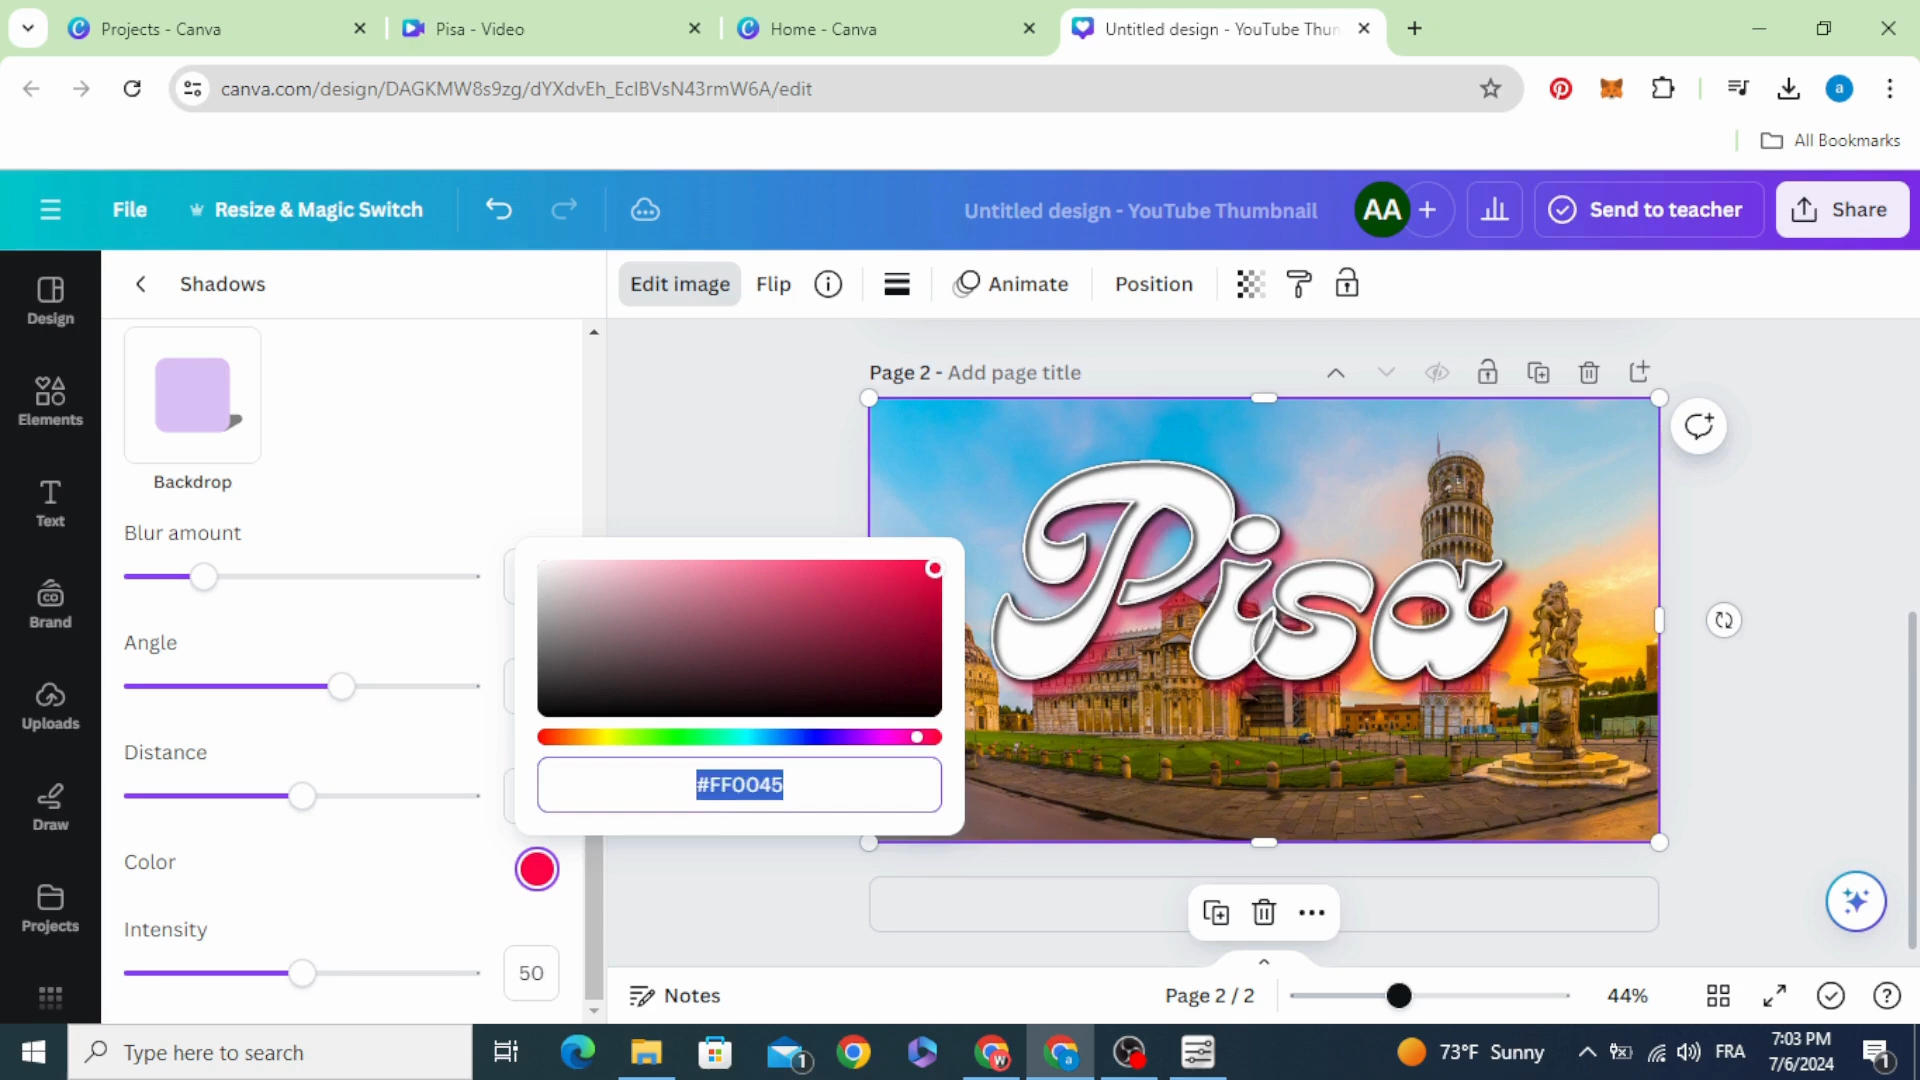 Projects - Canva
Pisa - Video
Home - Canva
Untitled design - YouTube Thun
canva.com/design/DAGKMW8s9zg/dYXdvEh_EcIBVsN43rmW6A/edit
a
All Bookmarks
File
Resize & Magic Switch
Untitled design - YouTube Thumbnail
AA
Send to teacher
Share
Shadows
Edit image
Flip
Animate
Position
Design
Elements
Text
Brand
Uploads
Draw
Projects
Backdrop
Blur amount
Angle
Distance
Color
Intensity
50
#FF0045
Page 2 - Add page title
Pisa
Notes
Page 2 / 2
44%
Type here to search
1
73°F Sunny
FRA
7:03 PM
7/6/2024
1